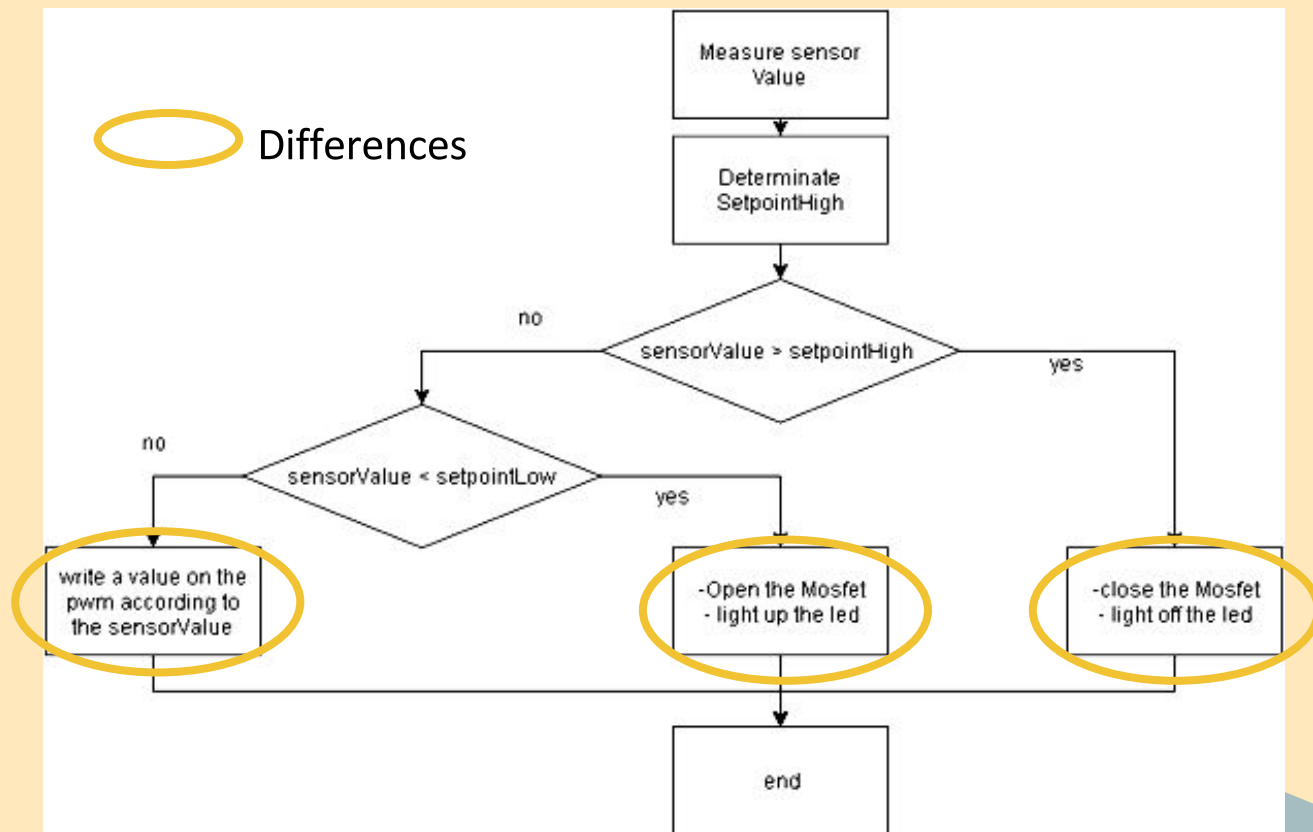 Measure sensor
Value
Differences
Determinate
SetpointHigh
no
sensorValue > setpointHigh
yes
no
sensorValue < setpointLow
yes
write a value on the
pwm according to
the sensorValue
-Open the Mosfet
- light up the led
-close the Mosfet
- light off the led
end